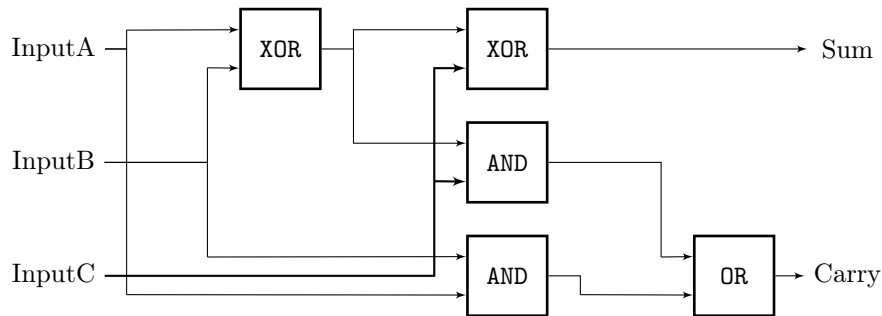 InputA
XOR
XOR
Sum
InputB
AND
InputC
AND
OR
Carry